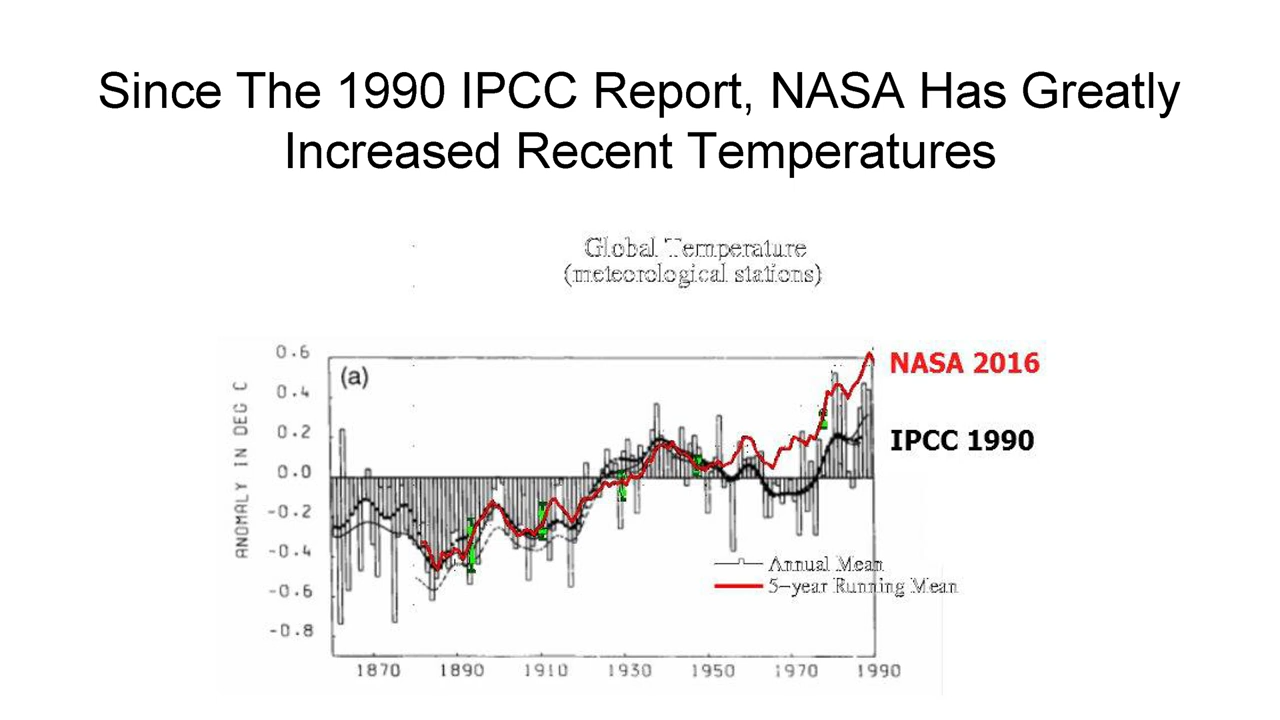 Since The 1990 IPCC Report, NASA Has Greatly
Increased Recent Temperatures
Global Temperature
(meteorological stations)
0.6
NASA 2016
(a)
0.4
0.2
IPCC 1990
0.0
-0.2
-0.4
-0.6
-0.8
ANOMALY IN DEG C
Annual Mean
5-year Running Mean
1870 1890 1910 1930 1950 1970 1990